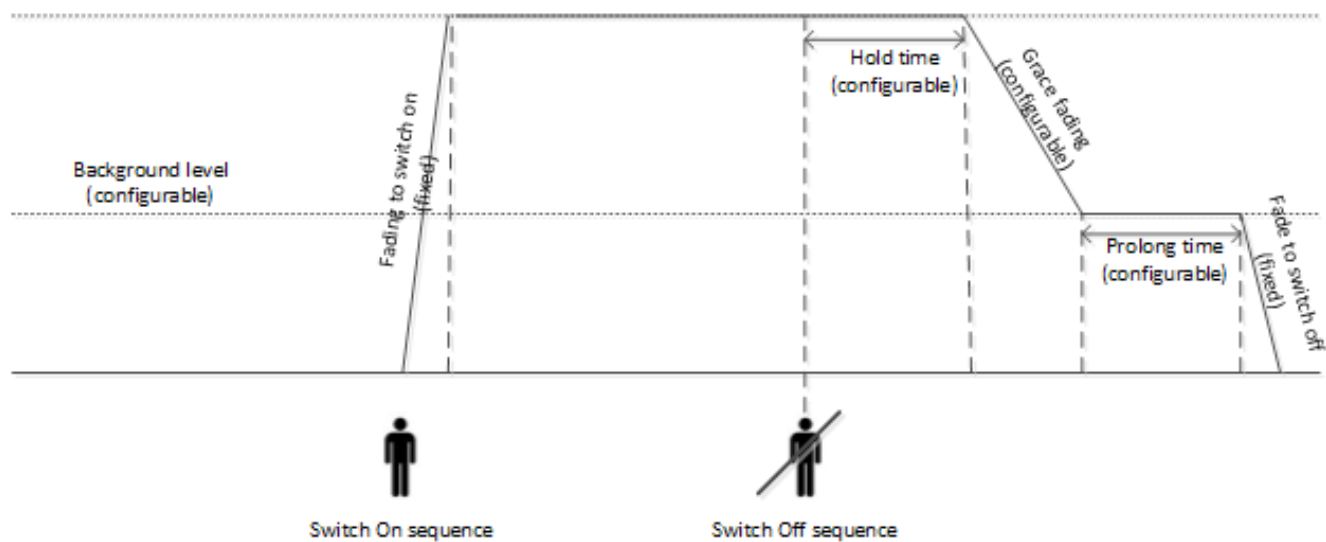 Background level
(configurable)
Fading to switch on
(fixed)
Hold time
(configurable)
Grace fading
(configurable)
Prolong time
(configurable)
Fade to switch off
(fixed)
Switch On sequence
Switch Off sequence